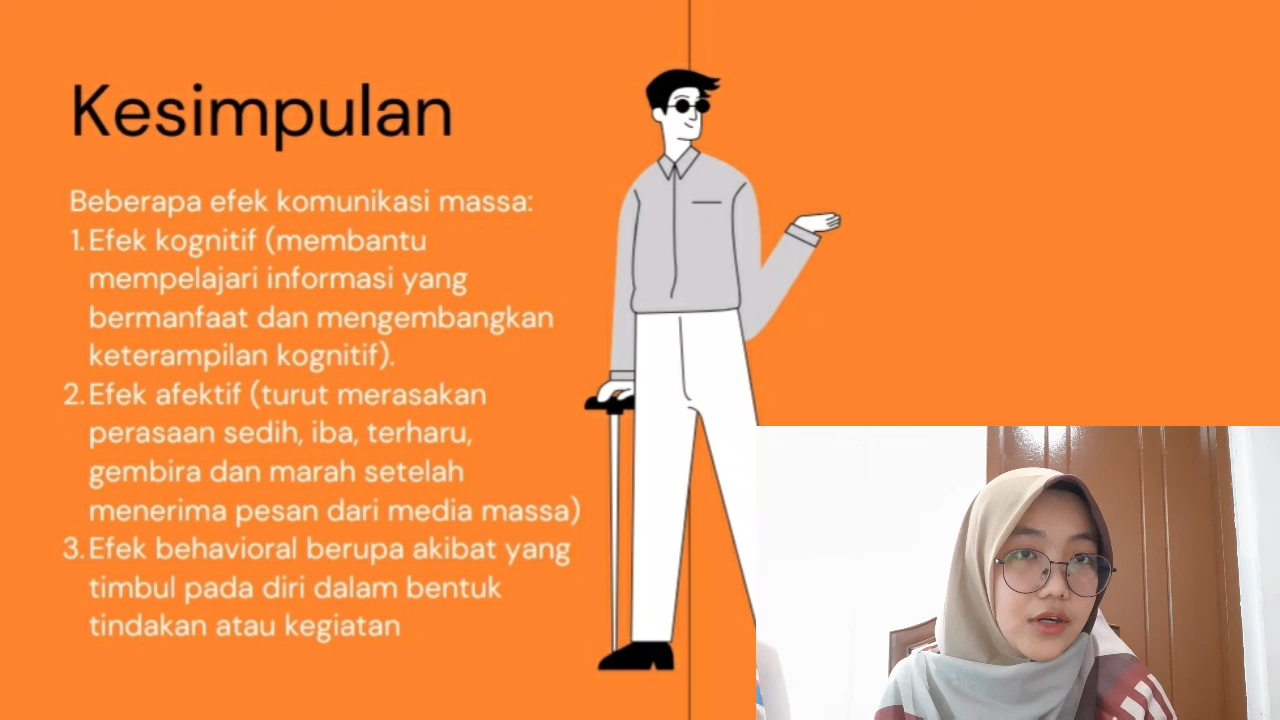 Kesimpulan
Beberapa efek komunikasi massa:
1. Efek kognitif (membantu
mempelajari informasi yang
bermanfaat dan mengembangkan
keterampilan kognitif).
2. Efek afektif (turut merasakan
perasaan sedih, iba, terharu,
gembira dan marah setelah
menerima pesan dari media massa)
3. Efek behavioral berupa akibat yang
timbul pada diri dalam bentuk
tindakan atau kegiatan